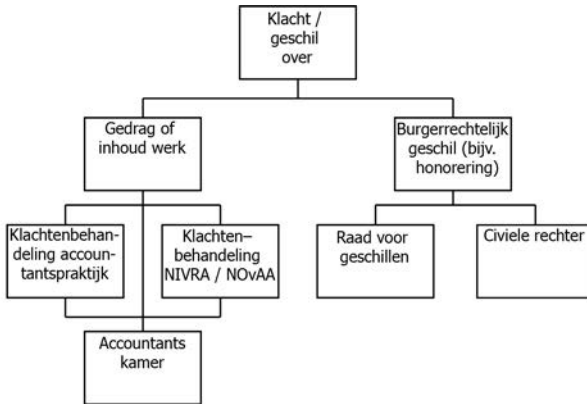 Klacht /
geschil
over
Gedrag of
inhoud werk
Burgerrechtelijk
geschil (bijv.
honorering)
Klachtenbehan-
deling accoun-
tantspraktijk
Klachten–
behandeling
NIVRA / NOvAA
Raad voor
geschillen
Civiele rechter
Accountants
kamer